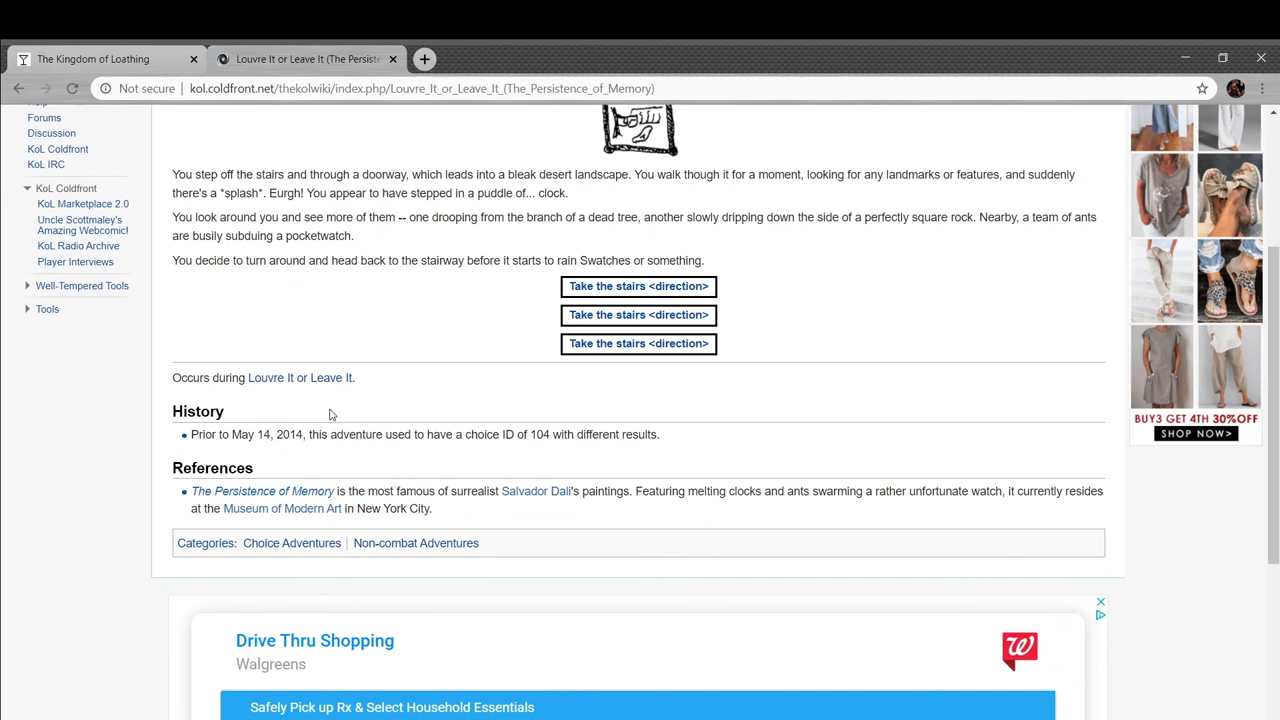 The Kingdom of Loathing
Louvre It or Leave It (The Persiste
Not secure
kol.coldfront.net/thekolwiki/index.php/Louvre_It_or_Leave_It_(The_Persistence_of_Memory)
Forums
Discussion
KoL Coldfront
KoL IRC
KoL Coldfront
KoL Marketplace 2.0
Uncle Scottmaley's
Amazing Webcomic!
KoL Radio Archive
Player Interviews
Well-Tempered Tools
Tools
You step off the stairs and through a doorway, which leads into a bleak desert landscape. You walk though it for a moment, looking for any landmarks or features, and suddenly
there's a *splash*. Eurgh! You appear to have stepped in a puddle of... clock.
You look around you and see more of them -- one drooping from the branch of a dead tree, another slowly dripping down the side of a perfectly square rock. Nearby, a team of ants
are busily subduing a pocketwatch.
You decide to turn around and head back to the stairway before it starts to rain Swatches or something.
Take the stairs <direction>
Take the stairs <direction>
Take the stairs <direction>
Occurs during Louvre It or Leave It.
History
Prior to May 14, 2014, this adventure used to have a choice ID of 104 with different results.
References
The Persistence of Memory is the most famous of surrealist Salvador Dali's paintings. Featuring melting clocks and ants swarming a rather unfortunate watch, it currently resides
at the Museum of Modern Art in New York City.
Categories: Choice Adventures | Non-combat Adventures
BUY3 GET 4TH 30%OFF
SHOP NOW>
Drive Thru Shopping
Walgreens
Safely Pick up Rx & Select Household Essentials